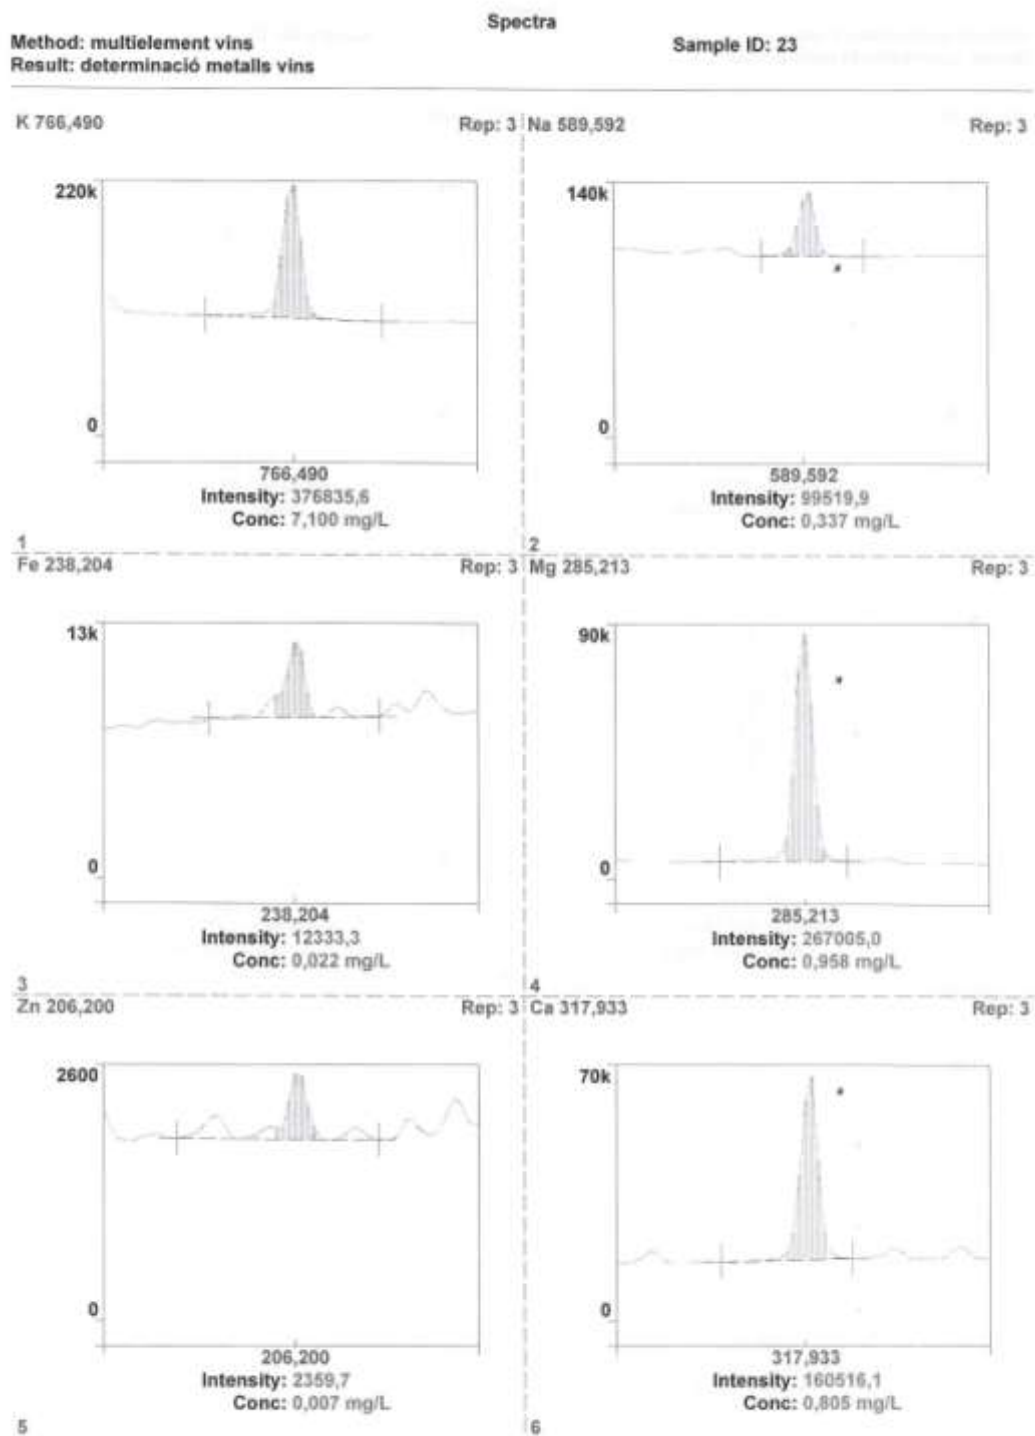 Spectra
Method: multielement vins
Sample ID: 23
Result: determinació metalls vins
K 766,490
Rep: 3
220k
0
766,490
Intensity: 376835,6
Conc: 7,100 mg/L
1
Na 589,592
Rep: 3
140k
0
589,592
Intensity: 99519,9
Conc: 0,337 mg/L
2
Fe 238,204
Rep: 3
13k
0
238,204
Intensity: 12333,3
Conc: 0,022 mg/L
3
Mg 285,213
Rep: 3
90k
0
285,213
Intensity: 267005,0
Conc: 0,958 mg/L
4
Zn 206,200
Rep: 3
2600
0
206,200
Intensity: 2359,7
Conc: 0,007 mg/L
5
Ca 317,933
Rep: 3
70k
0
317,933
Intensity: 160516,1
Conc: 0,805 mg/L
6